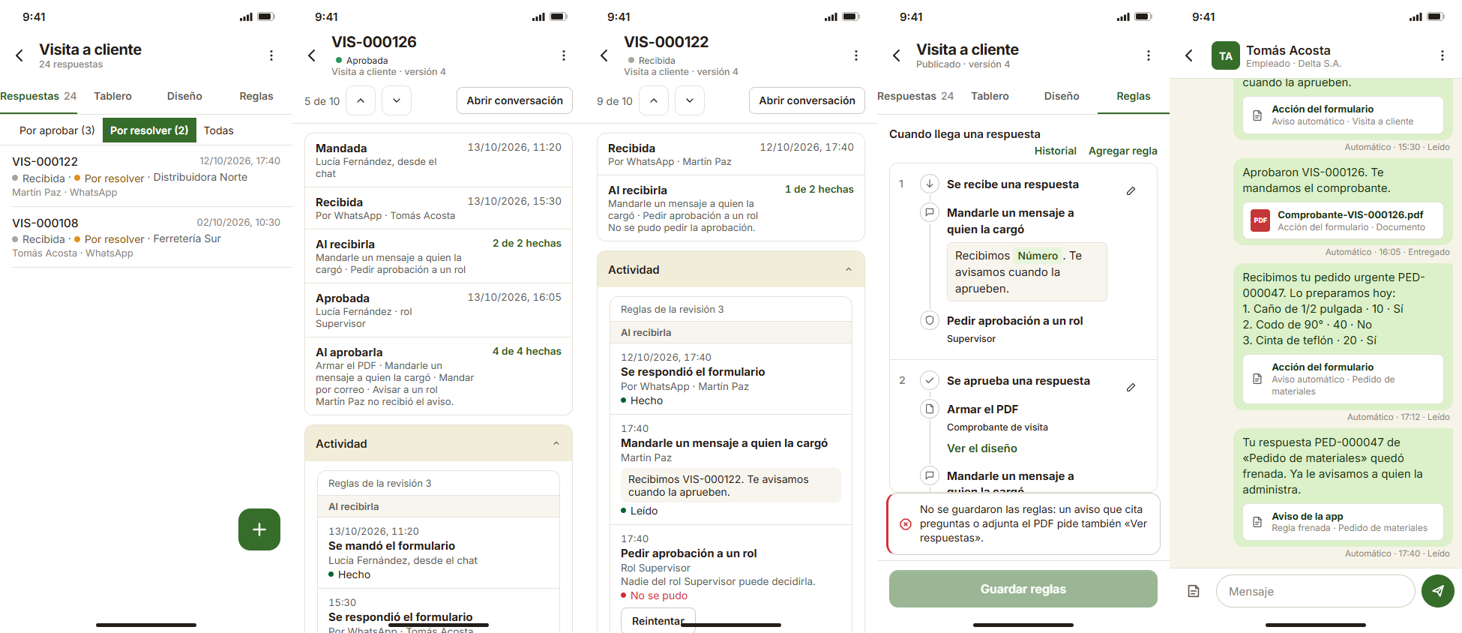 9:41
Visita a cliente
24 respuestas
Respuestas 24
Tablero
Diseño
Reglas
Por aprobar (3)
Por resolver (2)
Todas
VIS-000122
12/10/2026, 17:40
Recibida · Por resolver · Distribuidora Norte
Martín Paz · WhatsApp
VIS-000108
02/10/2026, 10:30
Recibida · Por resolver · Ferretería Sur
Tomás Acosta · WhatsApp
9:41
VIS-000126
Aprobada
Visita a cliente · versión 4
5 de 10
Abrir conversación
Mandada
13/10/2026, 11:20
Lucía Fernández, desde el
chat
Recibida
13/10/2026, 15:30
Por WhatsApp · Tomás Acosta
Al recibirla
2 de 2 hechas
Mandarle un mensaje a quien la
cargó · Pedir aprobación a un rol
Aprobada
13/10/2026, 16:05
Lucía Fernández · rol
Supervisor
Al aprobarla
4 de 4 hechas
Armar el PDF · Mandarle un
mensaje a quien la cargó · Mandar
por correo · Avisar a un rol
Martín Paz no recibió el aviso.
Actividad
Reglas de la revisión 3
Al recibirla
13/10/2026, 11:20
Se mandó el formulario
Lucía Fernández, desde el chat
Hecho
15:30
Se respondió el formulario
Por WhatsApp · Tomás Acosta
9:41
VIS-000122
Recibida
Visita a cliente · versión 4
9 de 10
Abrir conversación
Recibida
12/10/2026, 17:40
Por WhatsApp · Martín Paz
Al recibirla
1 de 2 hechas
Mandarle un mensaje a quien la
cargó · Pedir aprobación a un rol
No se pudo pedir la aprobación.
Actividad
Reglas de la revisión 3
Al recibirla
12/10/2026, 17:40
Se respondió el formulario
Por WhatsApp · Martín Paz
Hecho
17:40
Mandarle un mensaje a quien la cargó
Martín Paz
Recibimos VIS-000122. Te avisamos
cuando la aprueben.
Leído
17:40
Pedir aprobación a un rol
Rol Supervisor
Nadie del rol Supervisor puede decidirla.
No se pudo
Reintentar
9:41
Visita a cliente
Publicado · versión 4
Respuestas 24
Tablero
Diseño
Reglas
Cuando llega una respuesta
Historial
Agregar regla
1
Se recibe una respuesta
Mandarle un mensaje a
quien la cargó
Recibimos Número . Te
avisamos cuando la
aprueben.
Pedir aprobación a un rol
Supervisor
2
Se aprueba una respuesta
Armar el PDF
Comprobante de visita
Ver el diseño
Mandarle un mensaje a
quien la cargó
No se guardaron las reglas: un aviso que cita
preguntas o adjunta el PDF pide también «Ver
respuestas».
Guardar reglas
9:41
TA
Tomás Acosta
Empleado · Delta S.A.
cuando la aprueben.
Acción del formulario
Aviso automático · Visita a cliente
Automático · 15:30 · Leído
Aprobaron VIS-000126. Te
mandamos el comprobante.
PDF
Comprobante-VIS-000126.pdf
Acción del formulario · Documento
Automático · 16:05 · Entregado
Recibimos tu pedido urgente PED-
000047. Lo preparamos hoy:
1. Caño de 1/2 pulgada · 10 · Sí
2. Codo de 90° · 40 · No
3. Cinta de teflón · 20 · Sí
Acción del formulario
Aviso automático · Pedido de
materiales
Automático · 17:12 · Leído
Tu respuesta PED-000047 de
«Pedido de materiales» quedó
frenada. Ya le avisamos a quien la
administra.
Aviso de la app
Regla frenada · Pedido de materiales
Automático · 17:40 · Leído
Mensaje